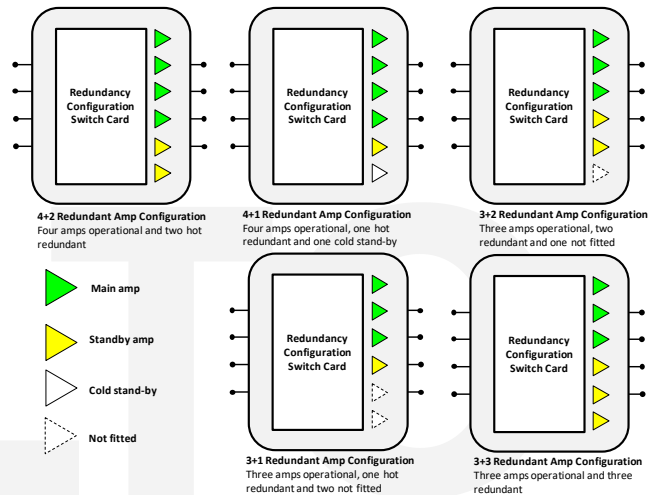 Redundancy
Configuration
Switch Card
Redundancy
Configuration
Switch Card
Redundancy
Configuration
Switch Card
4+2 Redundant Amp Configuration
Four amps operational and two hot
redundant
4+1 Redundant Amp Configuration
Four amps operational, one hot
redundant and one cold stand-by
3+2 Redundant Amp Configuration
Three amps operational, two
redundant and one not fitted
Main amp
Standby amp
Cold stand-by
Not fitted
Redundancy
Configuration
Switch Card
Redundancy
Configuration
Switch Card
3+1 Redundant Amp Configuration
Three amps operational, one hot
redundant and two not fitted
3+3 Redundant Amp Configuration
Three amps operational and three
redundant